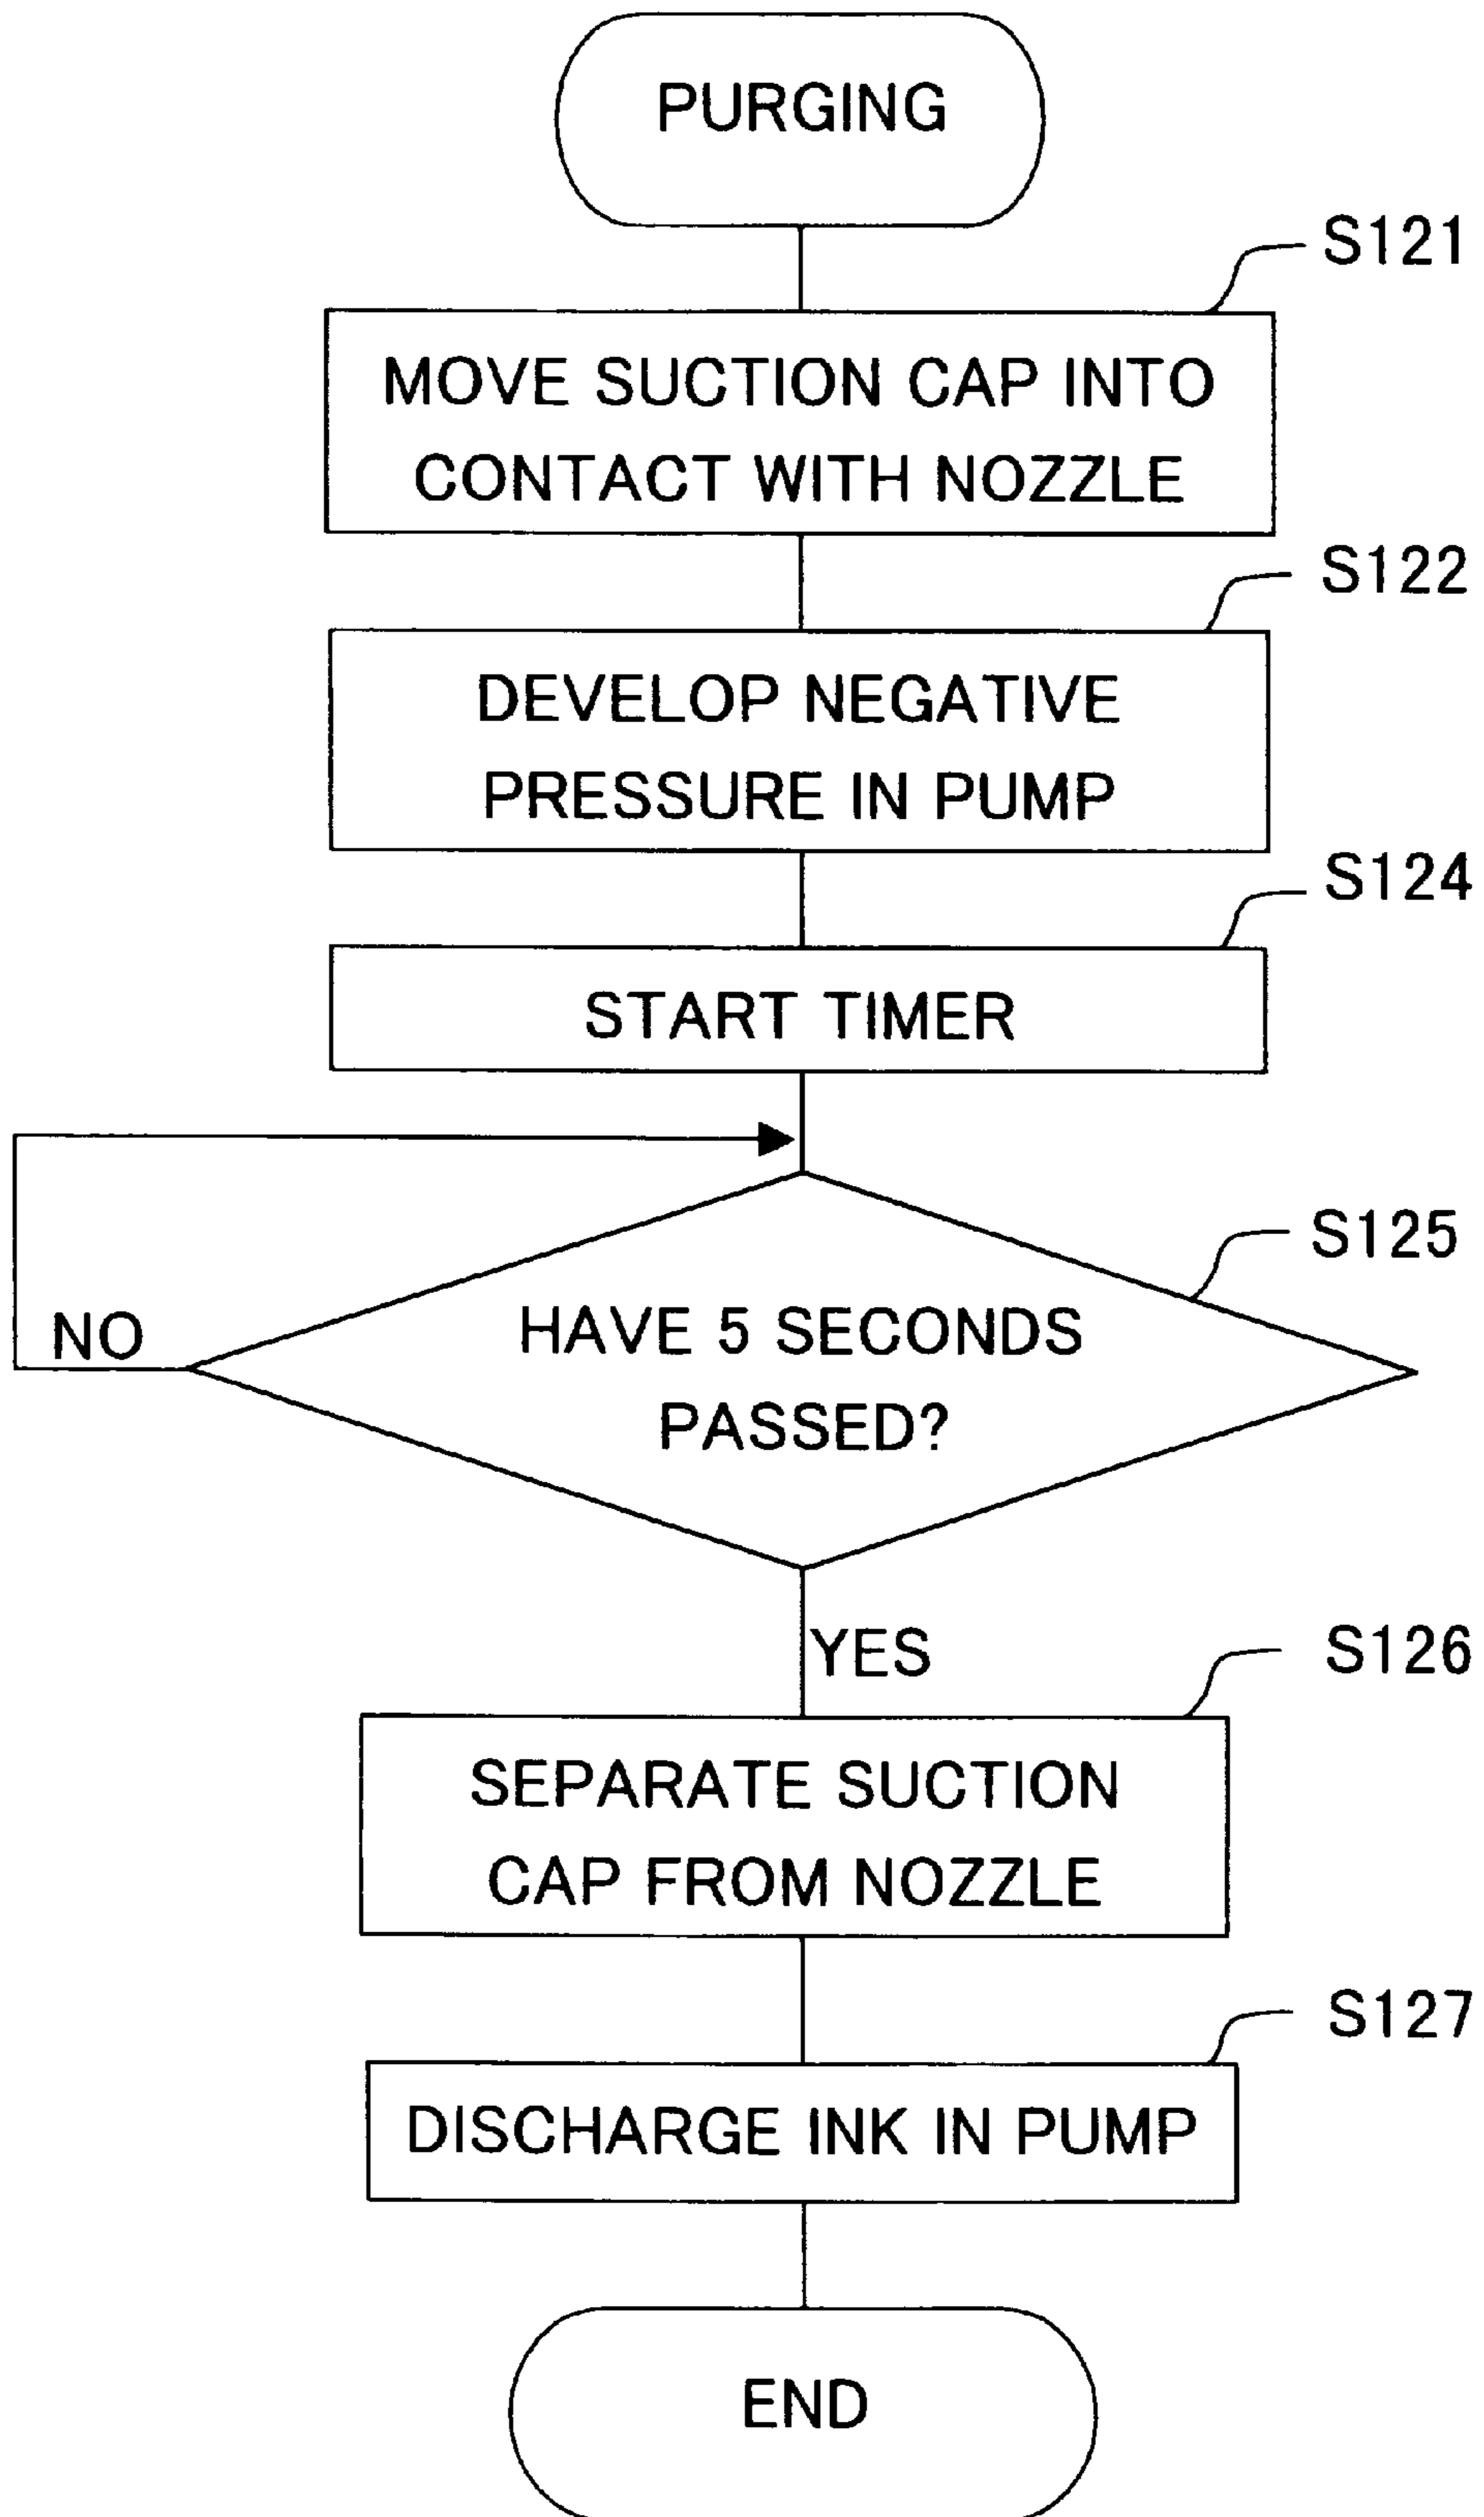 PURGING
S121
MOVE SUCTION CAP INTO
CONTACT WITH NOZZLE
S122
DEVELOP NEGATIVE
PRESSURE IN PUMP
S124
START TIMER
S125
HAVE 5 SECONDS
PASSED?
NO
YES
S126
SEPARATE SUCTION
CAP FROM NOZZLE
S127
DISCHARGE INK IN PUMP
END